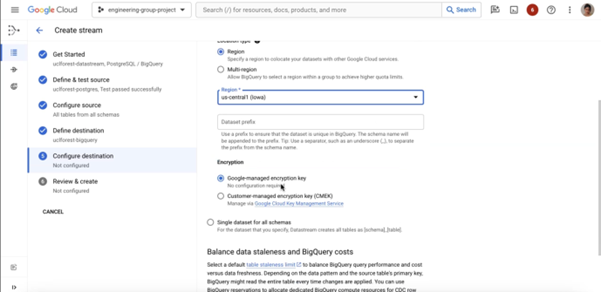 Google Cloud
engineering-group-project
Search (/) for resources, docs, products, and more
Search
6
Create stream
Get Started
uciforest-datastream, PostgreSQL / BigQuery
Define & test source
uciforest-postgres, Test passed successfully
Configure source
All tables from all schemas
Define destination
uciforest-bigquery
5
Configure destination
Not configured
6
Review & create
Not configured
CANCEL
Location type
Region
Specify a region to colocate your datasets with other Google Cloud services.
Multi-region
Allow BigQuery to select a region within a group to achieve higher quota limits.
Region *
us-central1 (Iowa)
Dataset prefix
Use a prefix to ensure that the dataset is unique in BigQuery. The schema name will
be appended to the prefix. Tip: Use a separator, such as an underscore (_), to separate
the prefix from the schema name.
Encryption
Google-managed encryption key
No configuration required
Customer-managed encryption key (CMEK)
Manage via Google Cloud Key Management Service
Single dataset for all schemas
For the dataset that you specify, Datastream creates all tables as [schema]_[table].
Balance data staleness and BigQuery costs
Select a default table staleness limit to balance BigQuery query performance and cost
versus data freshness. Depending on the data pattern and the source table's primary key,
BigQuery might read the entire table every time changes are applied. You can use
BigQuery reservations to allocate dedicated BigQuery compute resources for CDC row